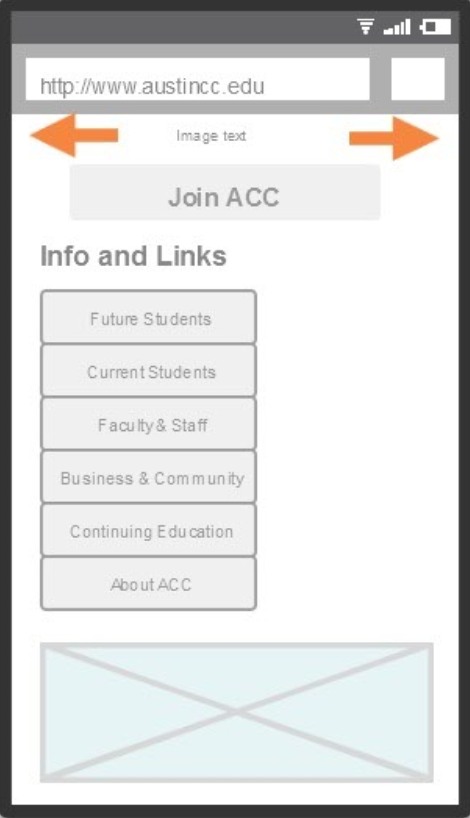 http://www.austincc.edu
Image text
Join ACC
Info and Links
Future Students
Current Students
Faculty & Staff
Business & Community
Continuing Education
About ACC